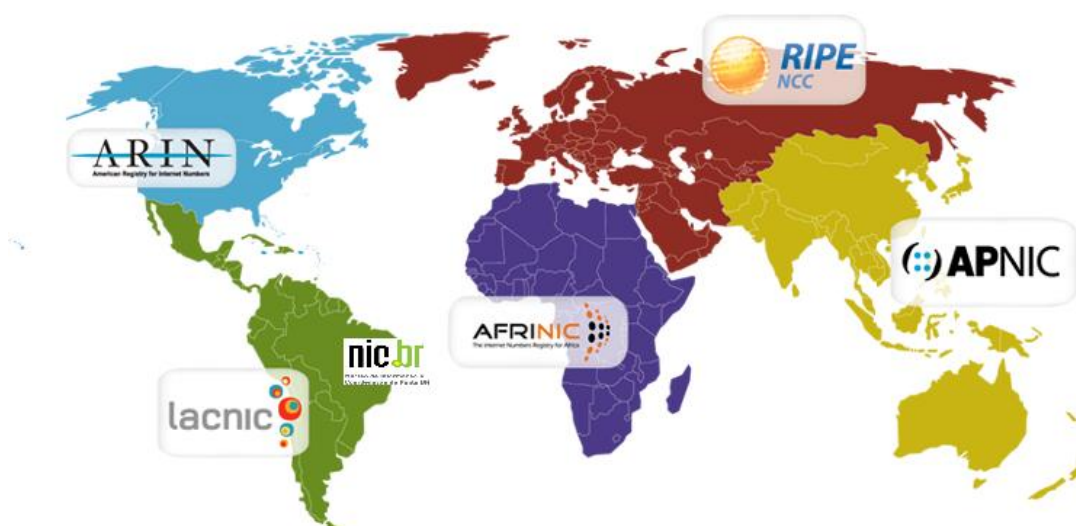 RIPE
NCC
ARIN
American Registry for Internet Numbers
APNIC
AFRINIC
The Internet Numbers Registry for Africa
nic.br
lacnic